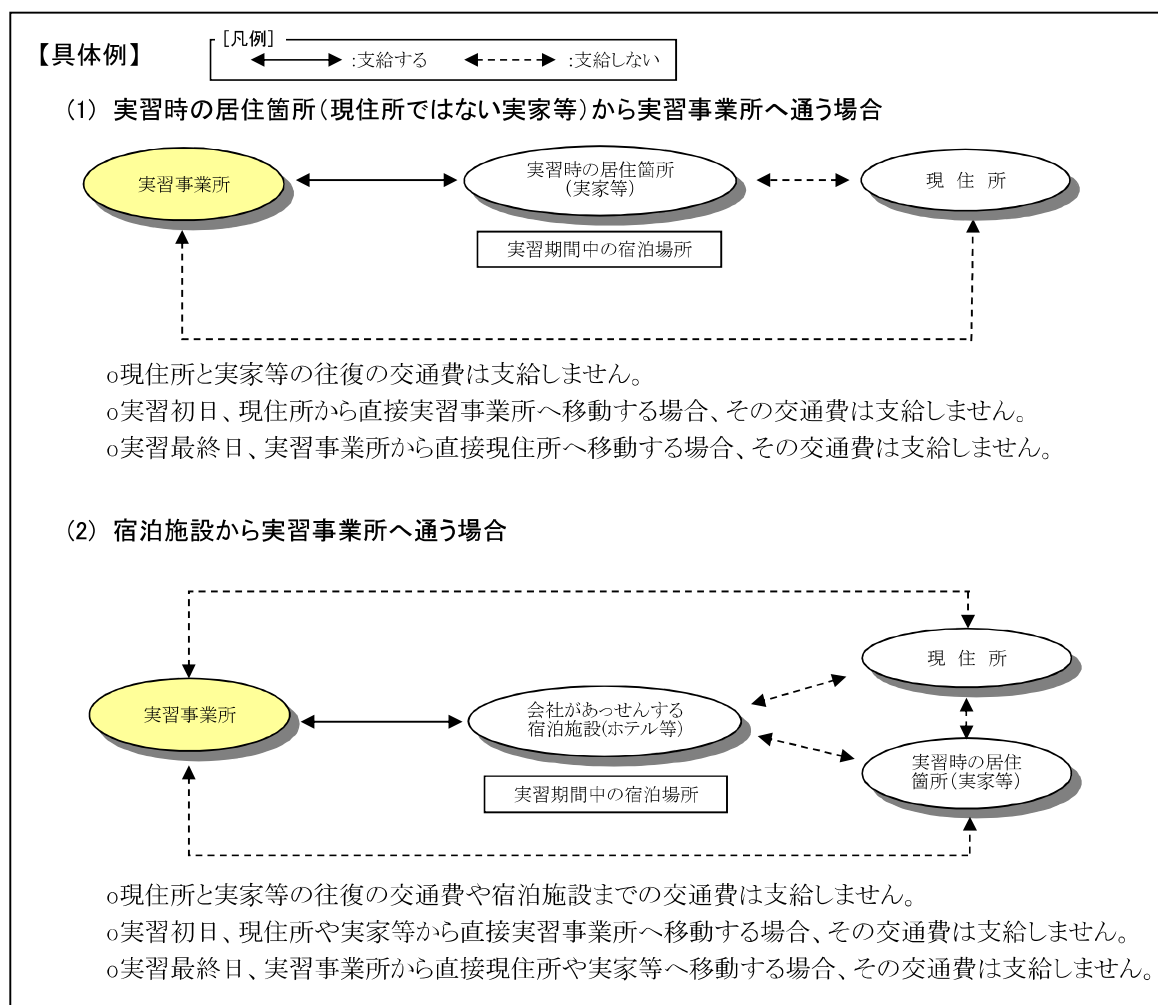 【具体例】
[凡例]
:支給する :支給しない
(1) 実習時の居住箇所(現住所ではない実家等)から実習事業所へ通う場合
実習事業所
実習時の居住箇所
(実家等)
現 住 所
実習期間中の宿泊場所
o現住所と実家等の往復の交通費は支給しません。
o実習初日、現住所から直接実習事業所へ移動する場合、その交通費は支給しません。
o実習最終日、実習事業所から直接現住所へ移動する場合、その交通費は支給しません。
(2) 宿泊施設から実習事業所へ通う場合
現 住 所
実習事業所
会社があっせんする
宿泊施設(ホテル等)
実習時の居住
箇所(実家等)
実習期間中の宿泊場所
o現住所と実家等の往復の交通費や宿泊施設までの交通費は支給しません。
o実習初日、現住所や実家等から直接実習事業所へ移動する場合、その交通費は支給しません。
o実習最終日、実習事業所から直接現住所や実家等へ移動する場合、その交通費は支給しません。